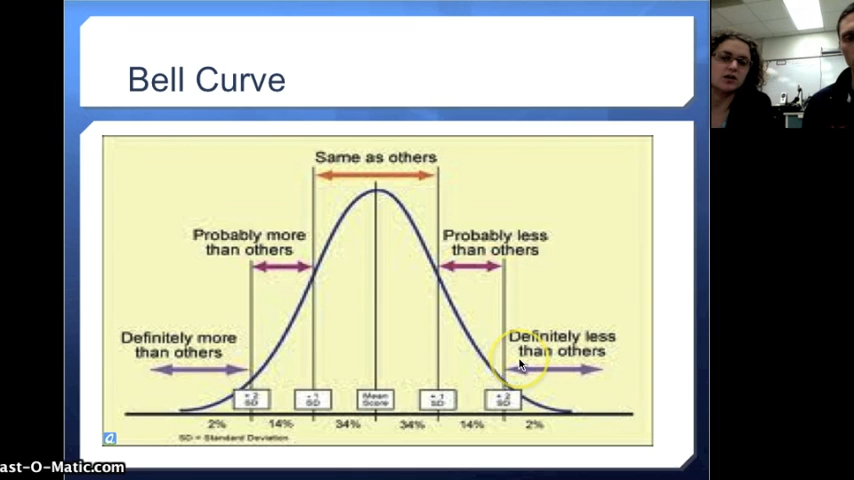 Bell Curve
Same as others
Probably more
than others
Probably less
than others
Definitely more
than others
Definitely less
than others
SD
- 1
SD
Mean
Score
+ 1
SD
+ 2
SD
2%
14%
34%
34%
14%
2%
SD = Standard Deviation
a
ast-O-Matic.com